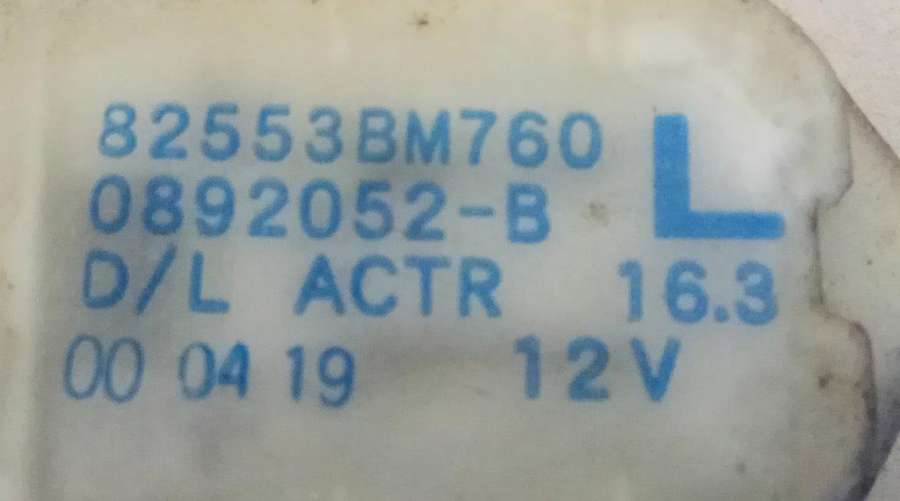 82553BM760 L
0892052-B
D/L ACTR 16.3
00 04 19 12V